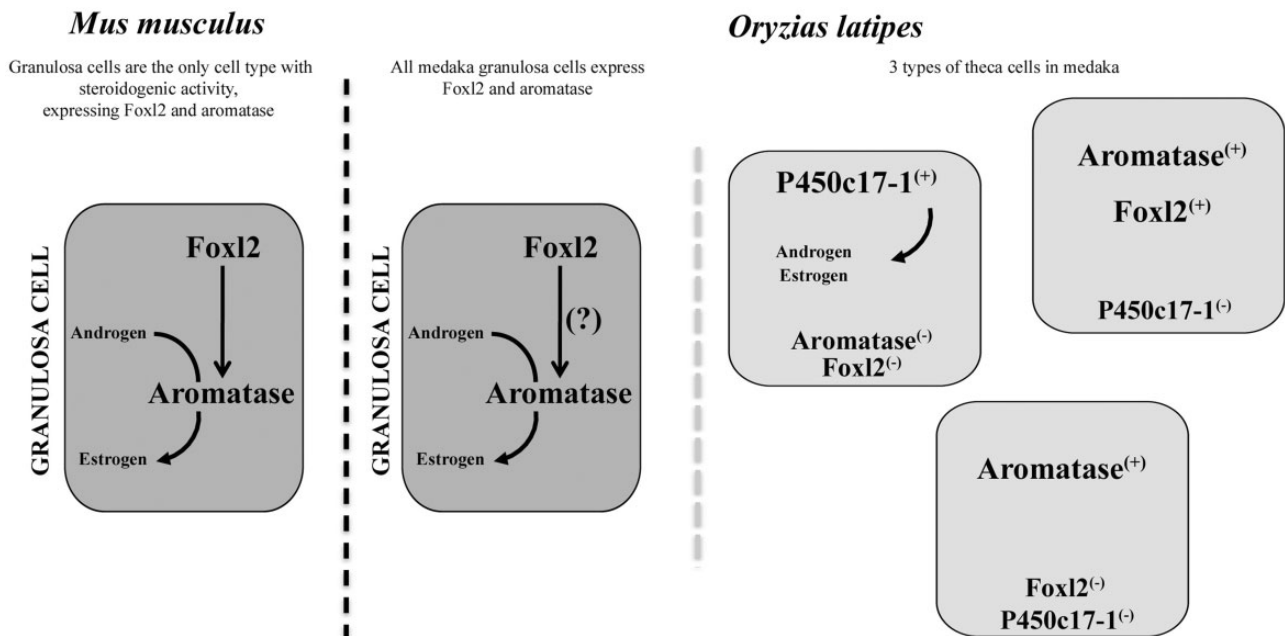 Mus musculus
Granulosa cells are the only cell type with
steroidogenic activity,
expressing Foxl2 and aromatase
GRANULOSA CELL
Foxl2
Androgen
Aromatase
Estrogen
Oryzias latipes
All medaka granulosa cells express
Foxl2 and aromatase
GRANULOSA CELL
Foxl2
(?)
Androgen
Aromatase
Estrogen
3 types of theca cells in medaka
P450c17-1(+)
Androgen
Estrogen
Aromatase(-)
Foxl2(-)
Aromatase(+)
Foxl2(+)
P450c17-1(-)
Aromatase(+)
Foxl2(-)
P450c17-1(-)